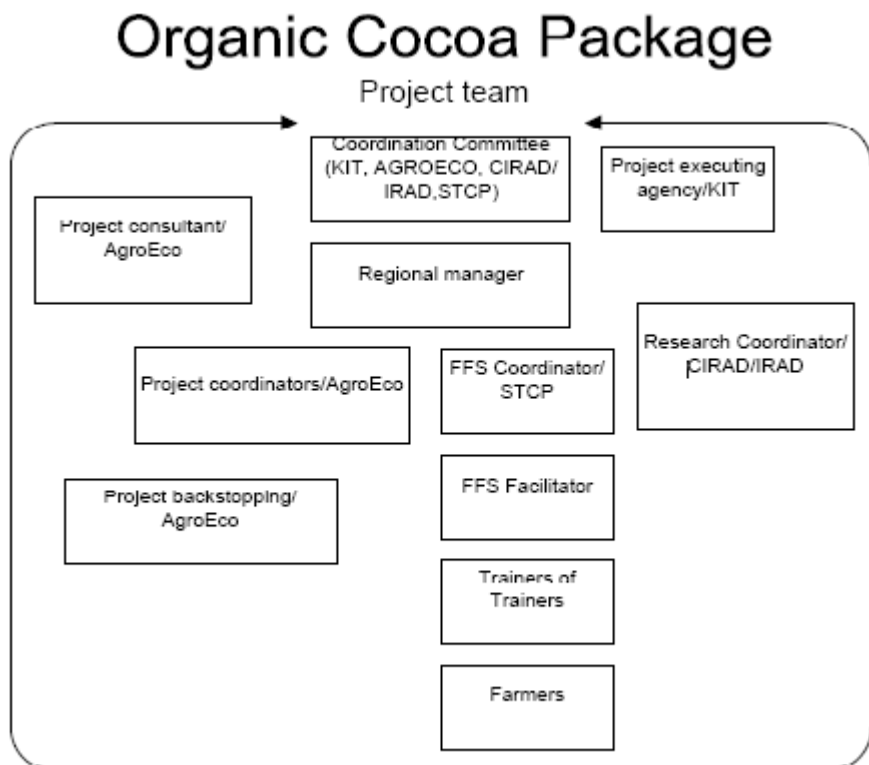 Organic Cocoa Package
Project team
Coordination Committee
(KIT, AGROECO, CIRAD/
IRAD,STCP)
Project executing
agency/KIT
Project consultant/
AgroEco
Regional manager
Research Coordinator/
CIRAD/IRAD
Project coordinators/AgroEco
FFS Coordinator/
STCP
Project backstopping/
AgroEco
FFS Facilitator
Trainers of
Trainers
Farmers